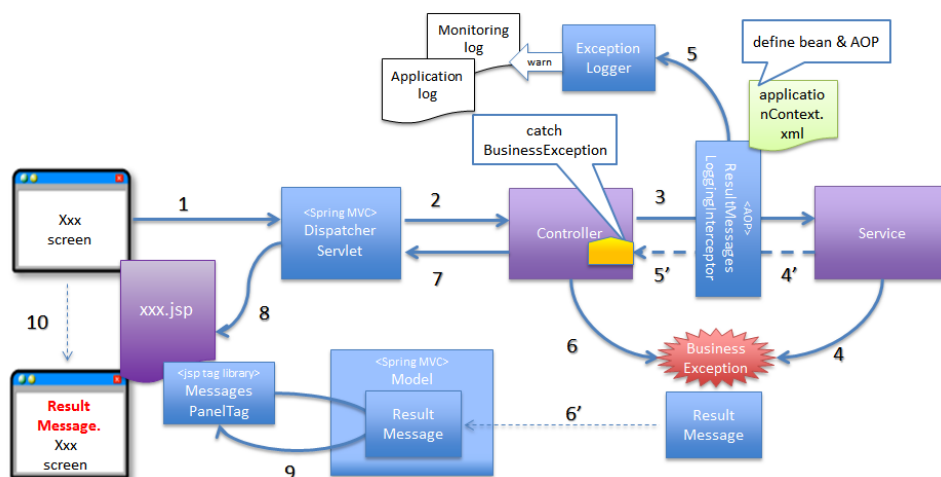 Monitoring
log
Application
log
warn
Exception
Logger
5
define bean & AOP
applicatio
nContext.
xml
catch
BusinessException
Xxx
screen
1
<Spring MVC>
Dispatcher
Servlet
2
7
Controller
3
5’
<AOP>
ResultMessages
LoggingInterceptor
4’
Service
10
xxx.jsp
8
6
Business
Exception
4
Result
Message.
Xxx
screen
<jsp tag library>
Messages
PanelTag
9
<Spring MVC>
Model
Result
Message
6’
Result
Message